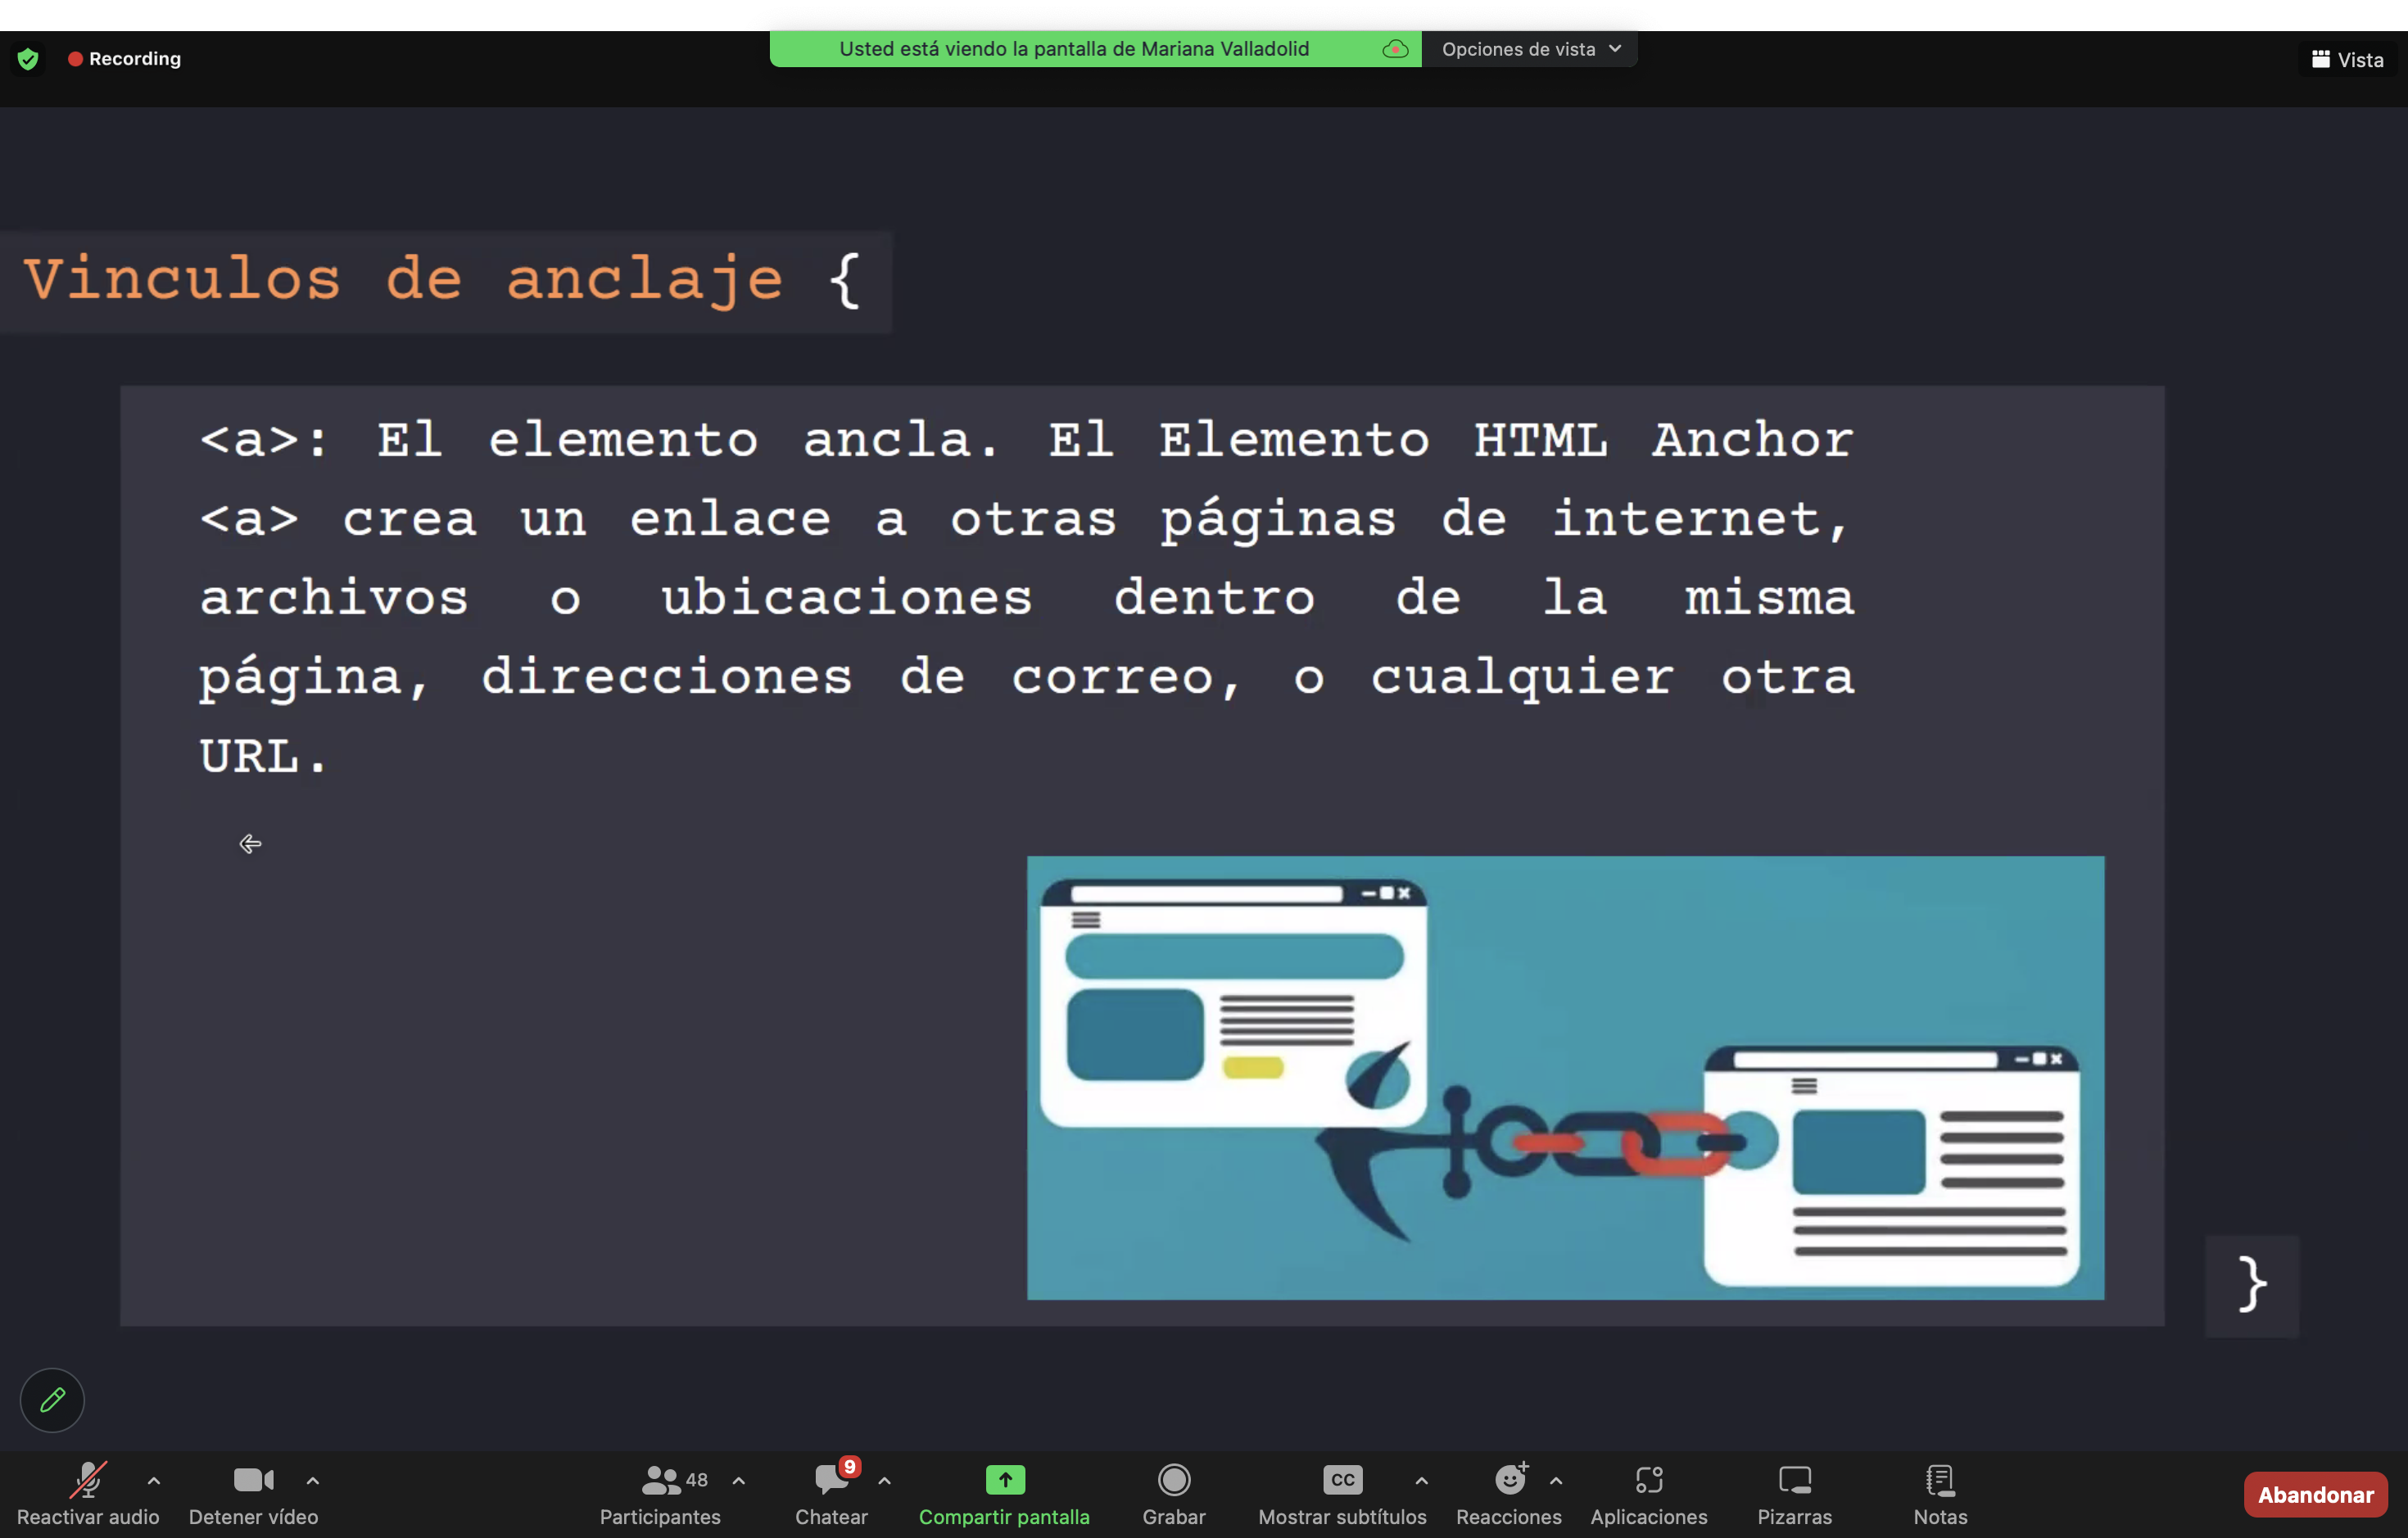 Recording
Usted está viendo la pantalla de Mariana Valladolid
Opciones de vista
Vista
Vinculos de anclaje {
<a>: El elemento ancla. El Elemento HTML Anchor
<a> crea un enlace a otras páginas de internet,
archivos o ubicaciones dentro de la misma
página, direcciones de correo, o cualquier otra
URL.
}
Reactivar audio
Detener vídeo
48
Participantes
9
Chatear
Compartir pantalla
Grabar
CC
Mostrar subtítulos
Reacciones
Aplicaciones
Pizarras
Notas
Abandonar